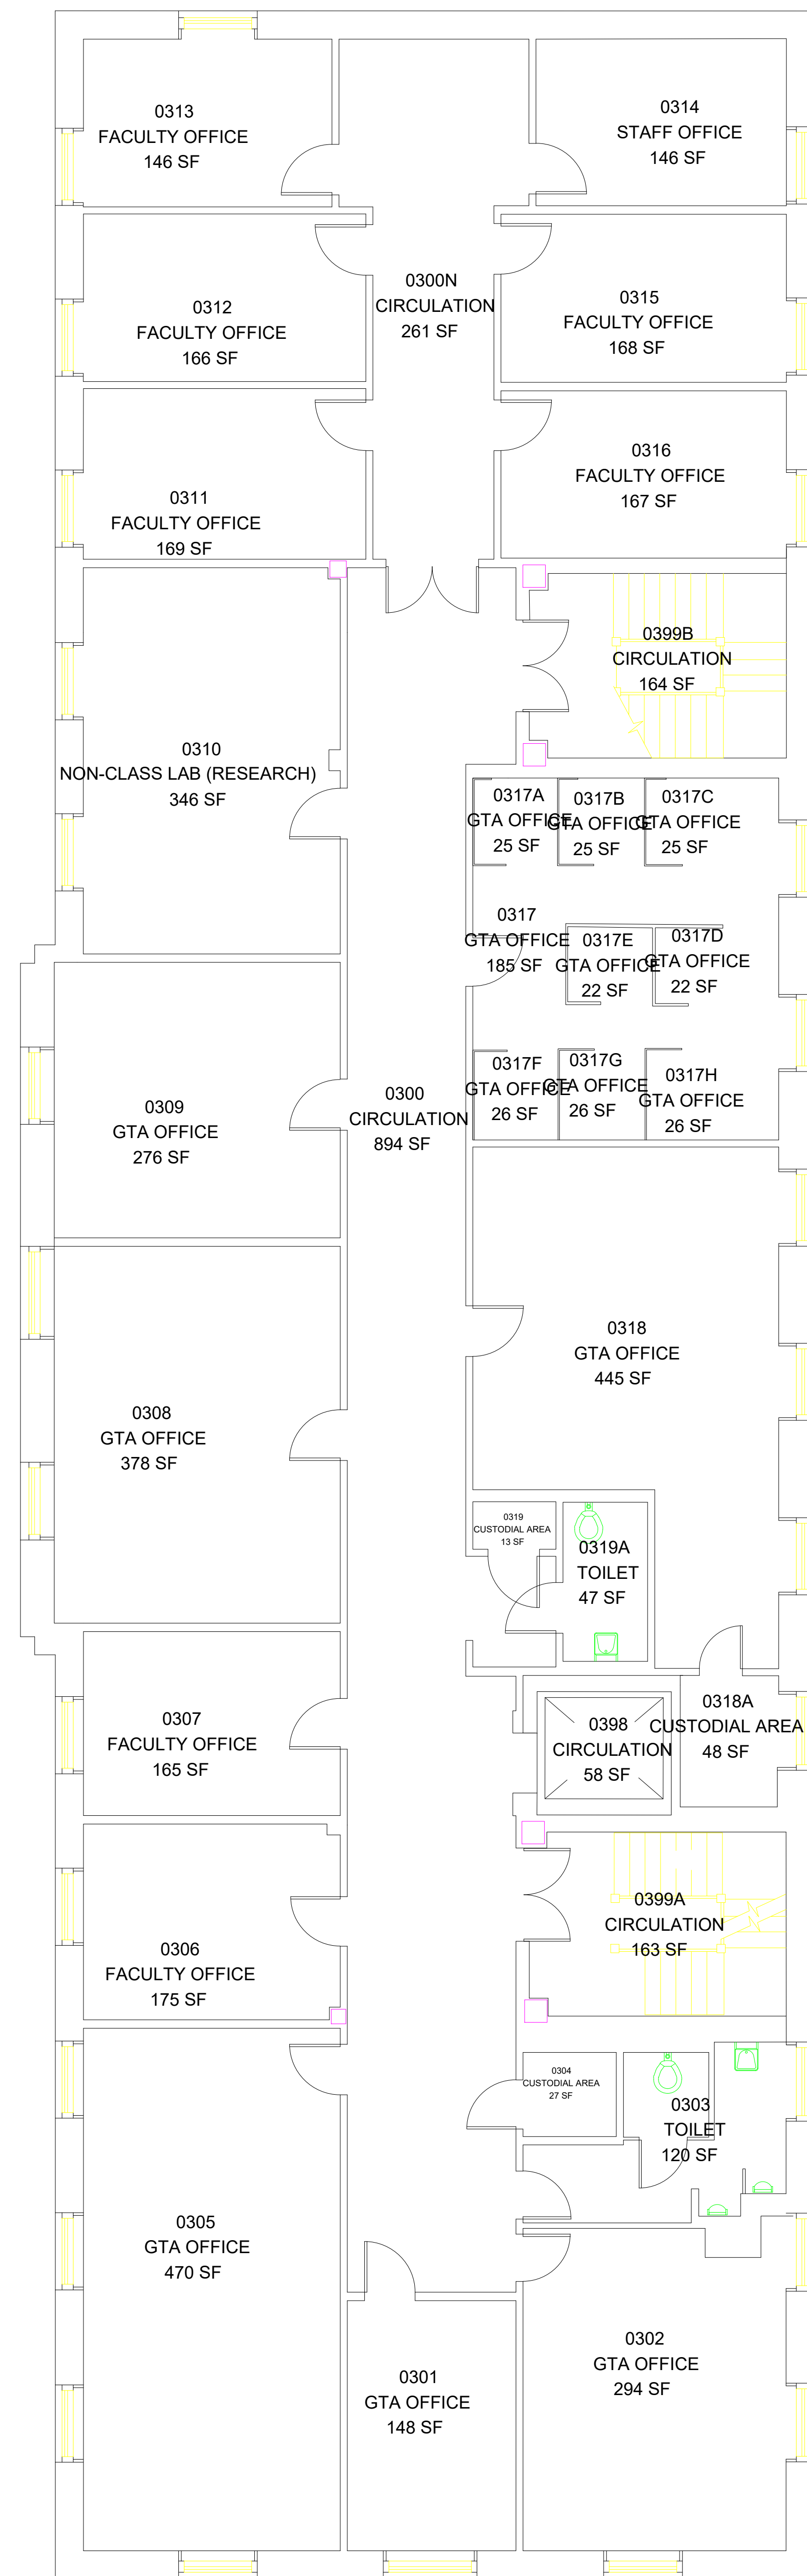 0313
FACULTY OFFICE
146 SF
0314
STAFF OFFICE
146 SF
0300N
CIRCULATION
261 SF
0312
FACULTY OFFICE
166 SF
0315
FACULTY OFFICE
168 SF
0311
FACULTY OFFICE
169 SF
0316
FACULTY OFFICE
167 SF
0399B
CIRCULATION
164 SF
0310
NON-CLASS LAB (RESEARCH)
346 SF
0317A
GTA OFFICE
25 SF
0317B
GTA OFFICE
25 SF
0317C
GTA OFFICE
25 SF
0317
GTA OFFICE
185 SF
0317E
GTA OFFICE
22 SF
0317D
GTA OFFICE
22 SF
0317F
GTA OFFICE
26 SF
0317G
GTA OFFICE
26 SF
0317H
GTA OFFICE
26 SF
0309
GTA OFFICE
276 SF
0300
CIRCULATION
894 SF
0318
GTA OFFICE
445 SF
0308
GTA OFFICE
378 SF
0319
CUSTODIAL AREA
13 SF
0319A
TOILET
47 SF
0307
FACULTY OFFICE
165 SF
0398
CIRCULATION
58 SF
0318A
CUSTODIAL AREA
48 SF
0399A
CIRCULATION
163 SF
0306
FACULTY OFFICE
175 SF
0304
CUSTODIAL AREA
27 SF
0303
TOILET
120 SF
0305
GTA OFFICE
470 SF
0302
GTA OFFICE
294 SF
0301
GTA OFFICE
148 SF